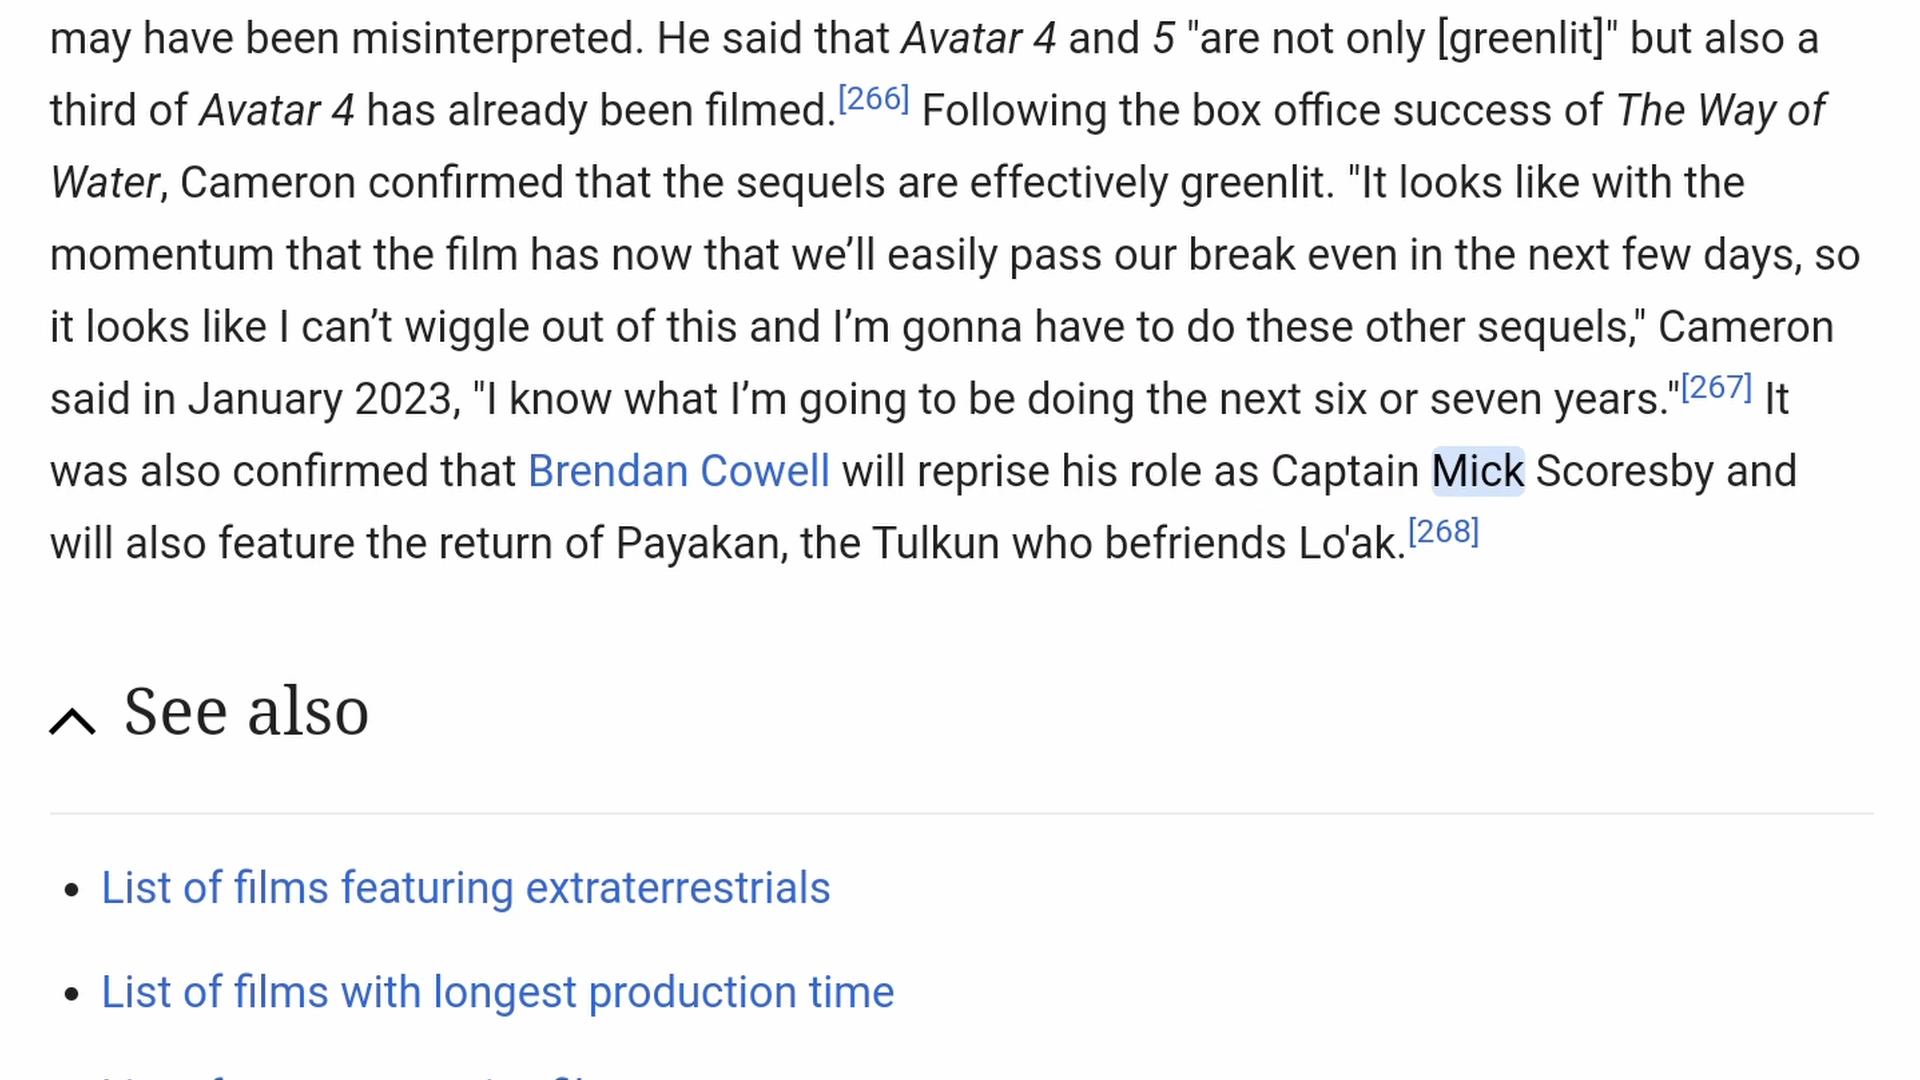 may have been misinterpreted. He said that Avatar 4 and 5 "are not only [greenlit]" but also a
third of Avatar 4 has already been filmed.[266] Following the box office success of The Way of
Water, Cameron confirmed that the sequels are effectively greenlit. "It looks like with the
momentum that the film has now that we’ll easily pass our break even in the next few days, so
it looks like I can’t wiggle out of this and I’m gonna have to do these other sequels," Cameron
said in January 2023, "I know what I’m going to be doing the next six or seven years."[267] It
was also confirmed that Brendan Cowell will reprise his role as Captain Mick Scoresby and
will also feature the return of Payakan, the Tulkun who befriends Lo'ak.[268]
See also
• List of films featuring extraterrestrials
• List of films with longest production time